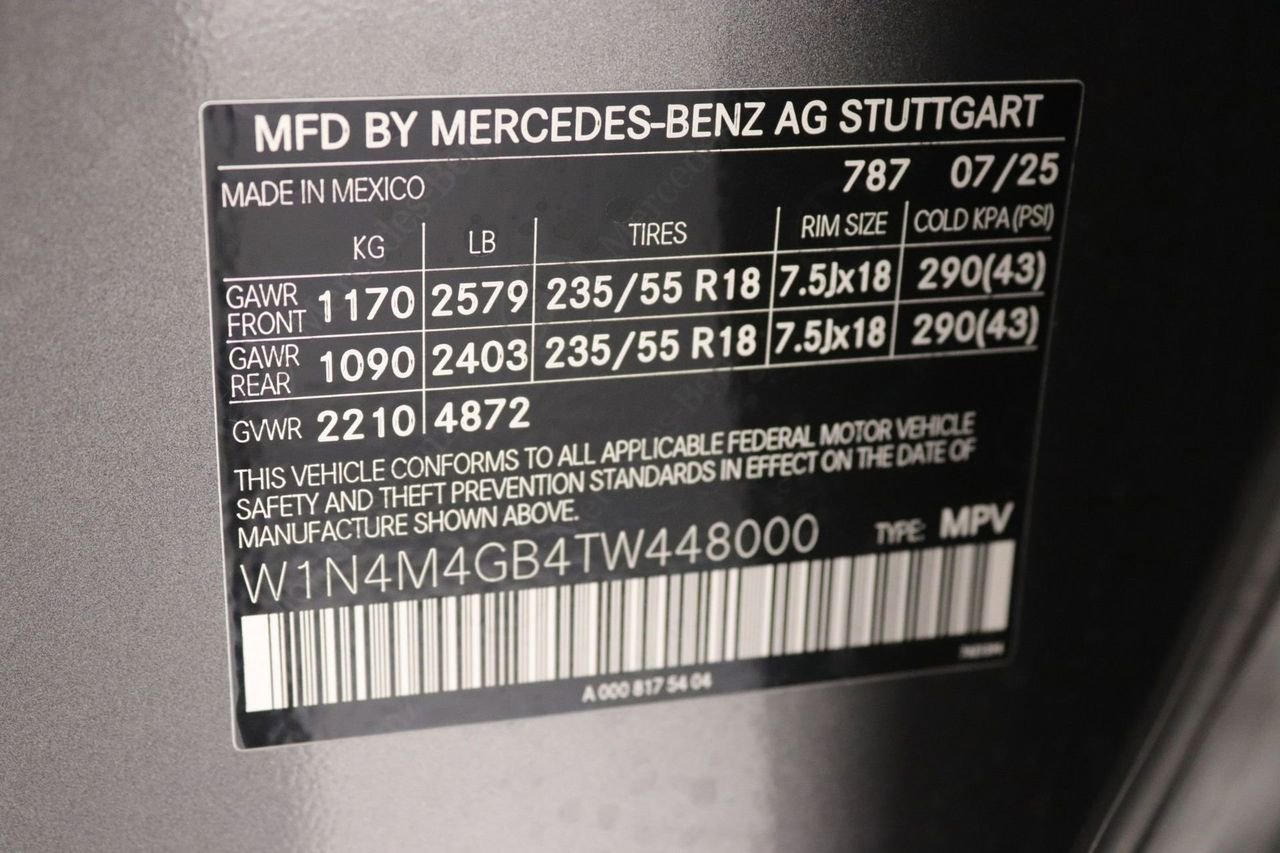 MFD BY MERCEDES-BENZ AG STUTTGART
MADE IN MEXICO 787 07/25
KG LB TIRES RIM SIZE COLD KPA(PSI)
GAWR FRONT 1170 2579 235/55 R18 7.5Jx18 290(43)
GAWR REAR 1090 2403 235/55 R18 7.5Jx18 290(43)
GVWR 2210 4872
THIS VEHICLE CONFORMS TO ALL APPLICABLE FEDERAL MOTOR VEHICLE
SAFETY AND THEFT PREVENTION STANDARDS IN EFFECT ON THE DATE OF
MANUFACTURE SHOWN ABOVE.
W1N4M4GB4TW448000 TYPE: MPV
A 000 817 54 04